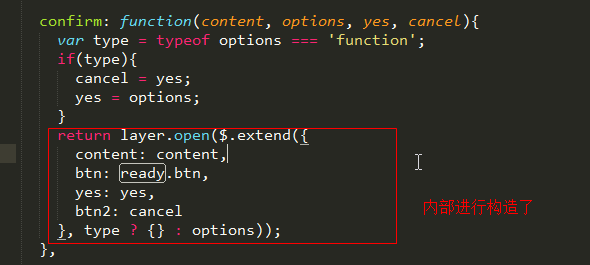 confirm: function(content, options, yes, cancel){
var type = typeof options === 'function';
if(type){
cancel = yes;
yes = options;
}
return layer.open($.extend({
content: content,
btn: ready.btn,
yes: yes,
btn2: cancel
}, type ? {} : options));
},
内部进行构造了